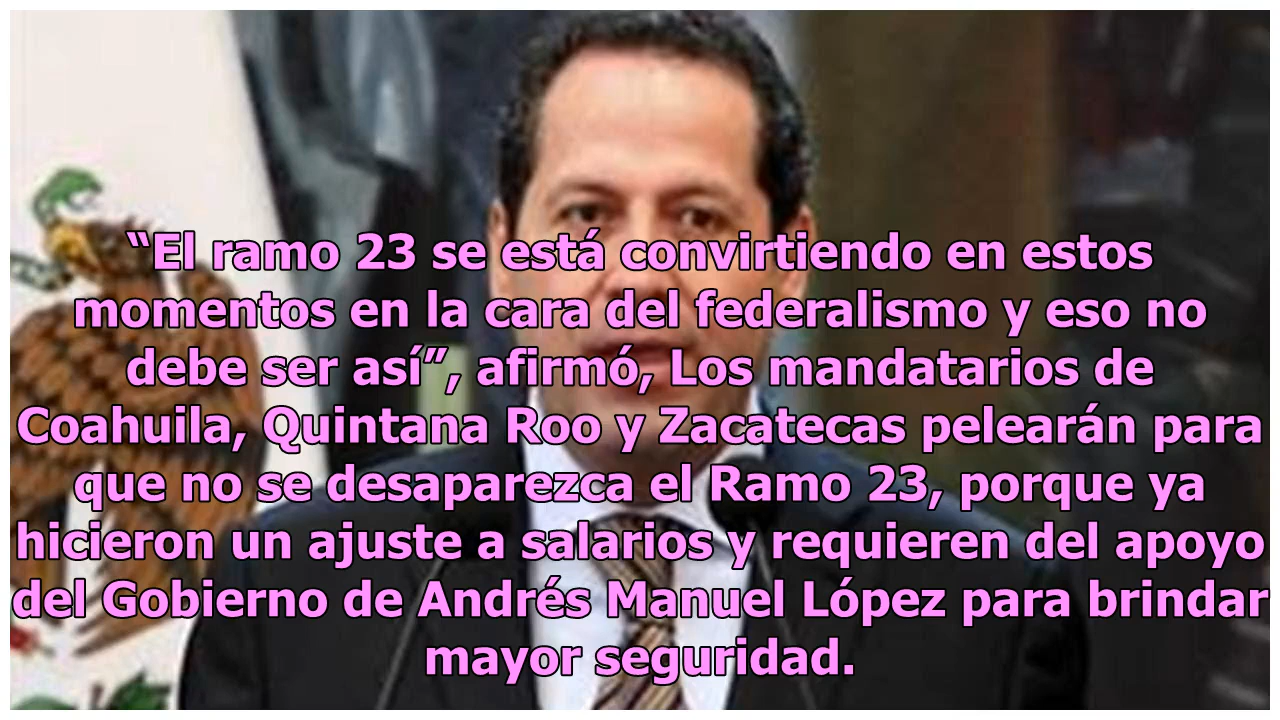 “El ramo 23 se está convirtiendo en estos
momentos en la cara del federalismo y eso no
debe ser así”, afirmó, Los mandatarios de
Coahuila, Quintana Roo y Zacatecas pelearán para
que no se desaparezca el Ramo 23, porque ya
hicieron un ajuste a salarios y requieren del apoyo
del Gobierno de Andrés Manuel López para brindar
mayor seguridad.